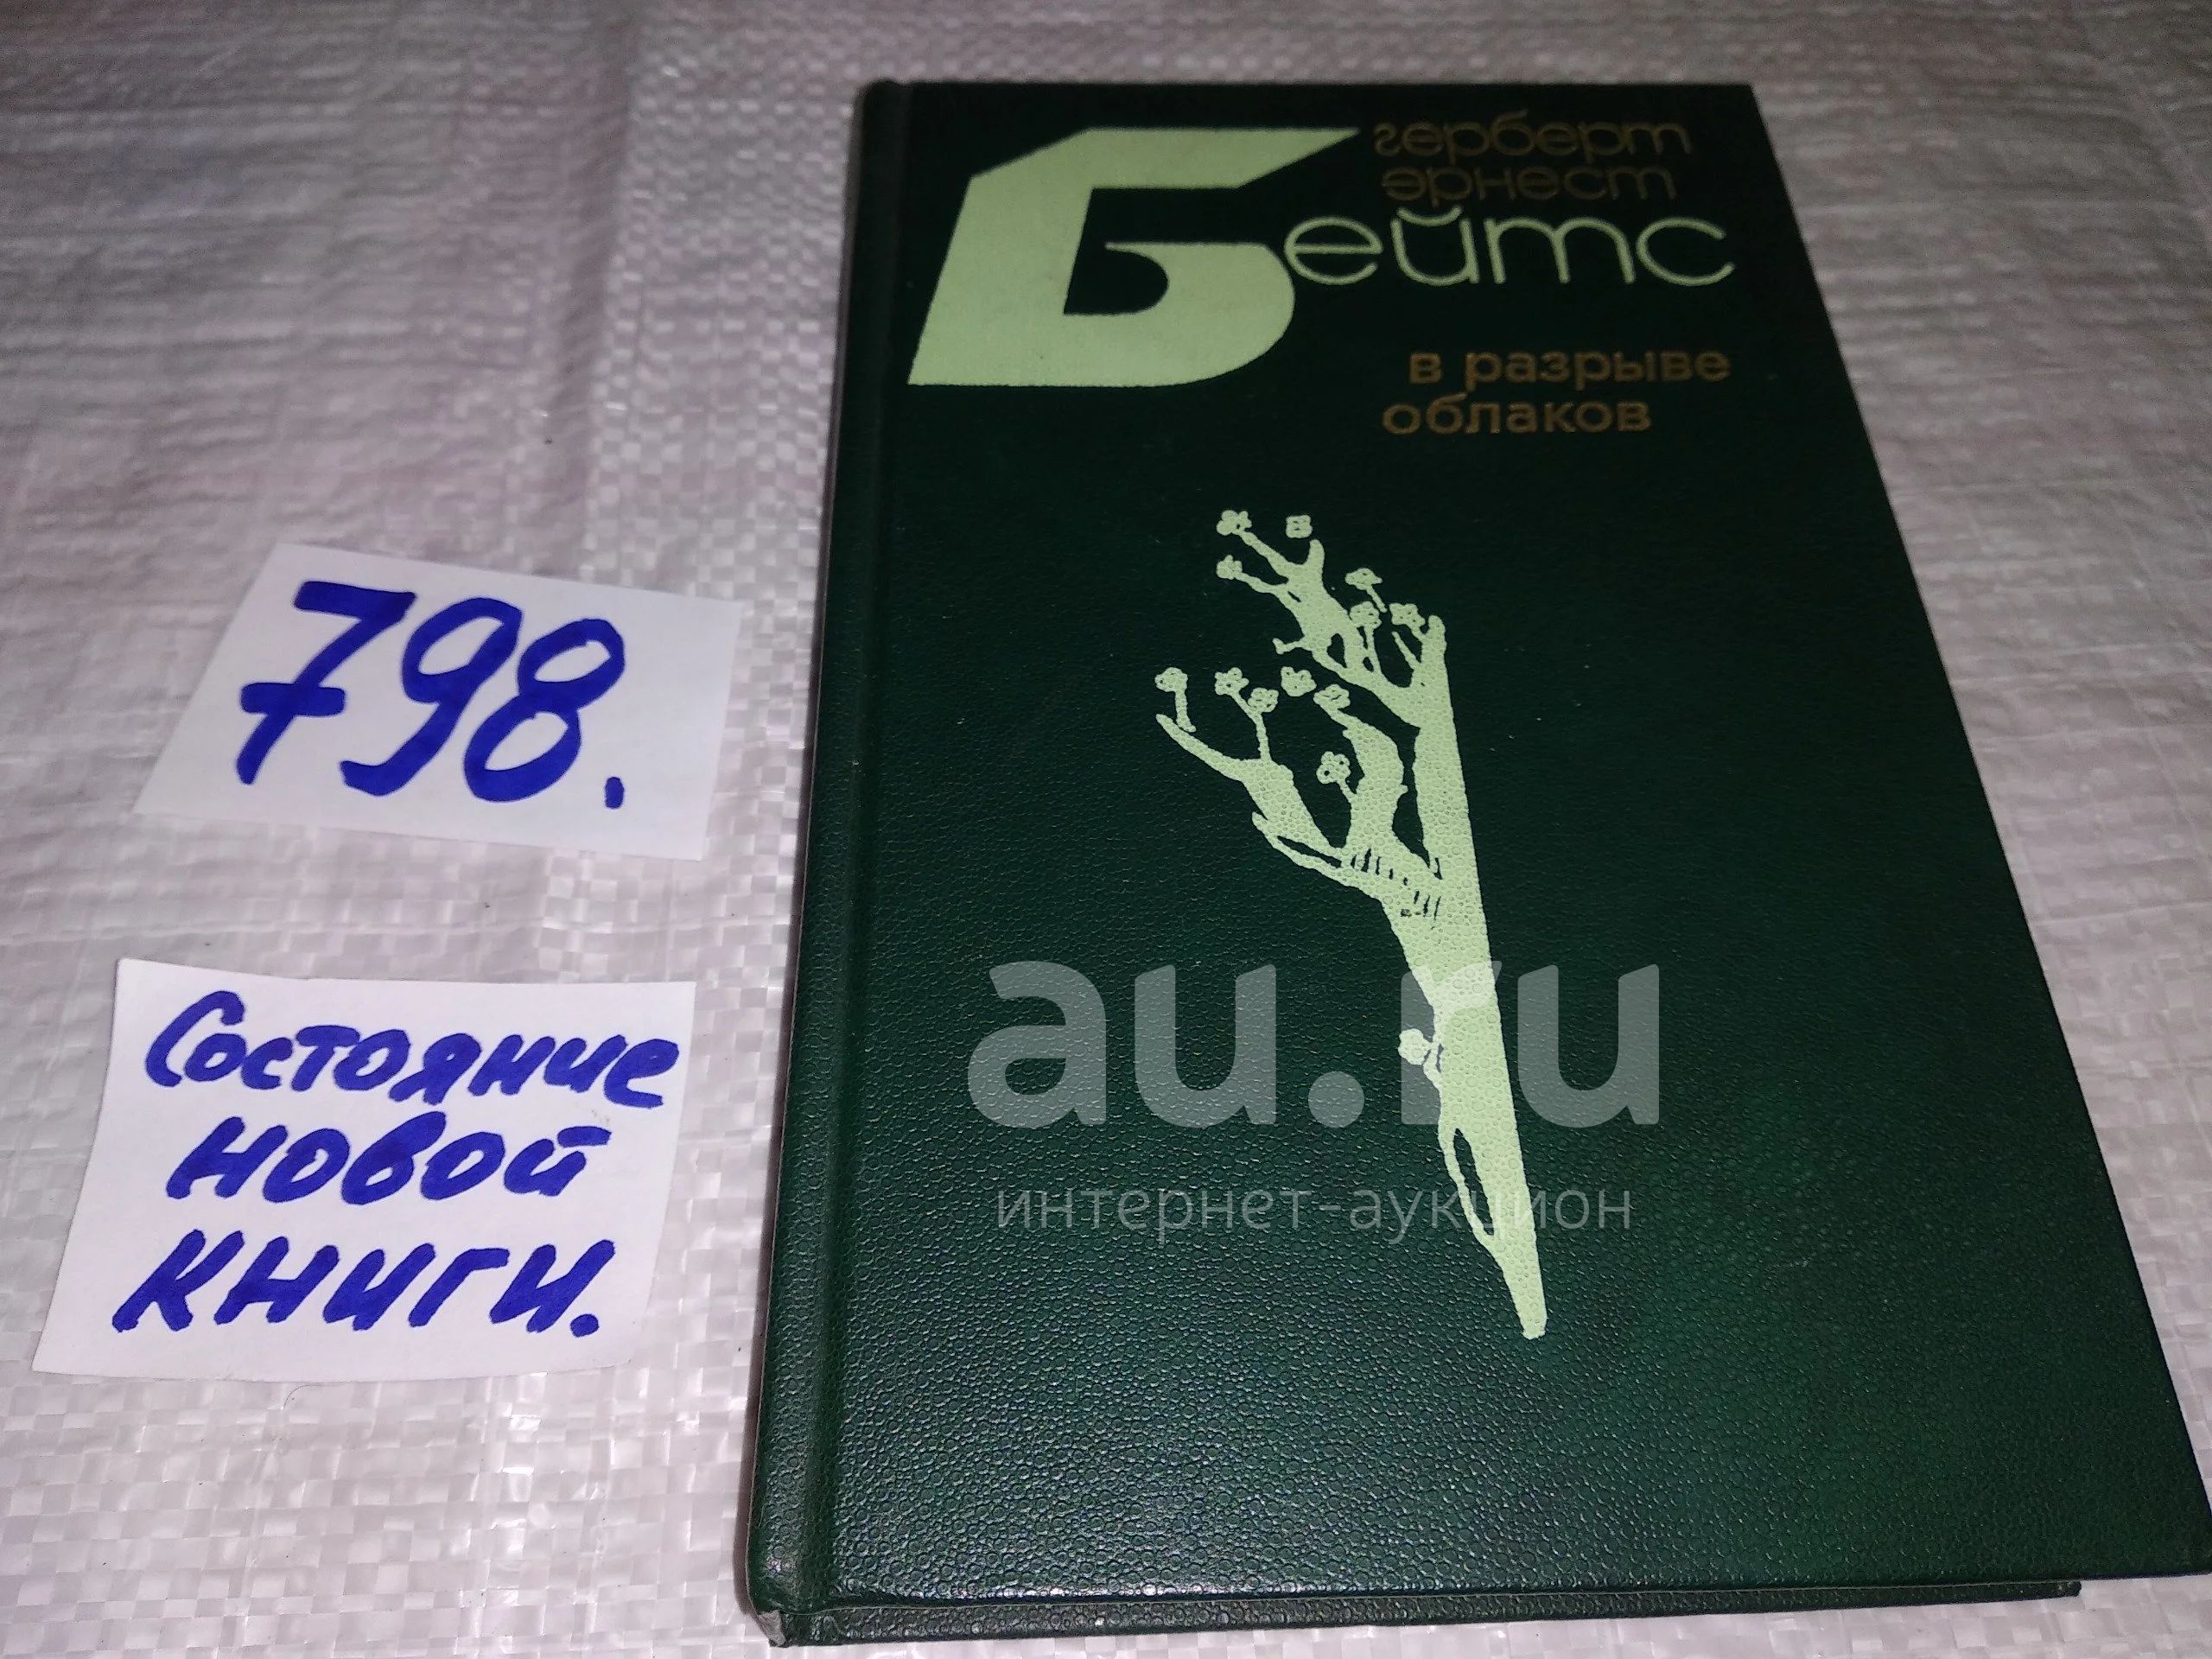 герберт
эрнест
Бейтс
в разрыве
облаков
798.
Состояние
новой
книги.
au.ru
интернет-аукцион